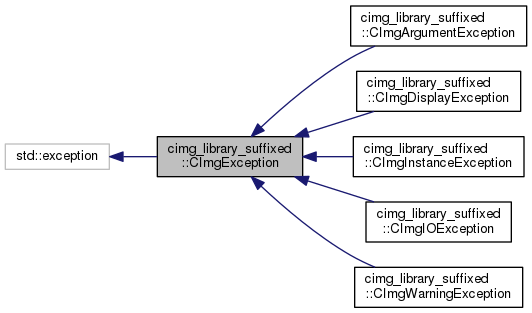 cimg_library_suffixed
::CImgArgumentException
cimg_library_suffixed
::CImgDisplayException
std::exception
cimg_library_suffixed
::CImgException
cimg_library_suffixed
::CImgInstanceException
cimg_library_suffixed
::CImgIOException
cimg_library_suffixed
::CImgWarningException